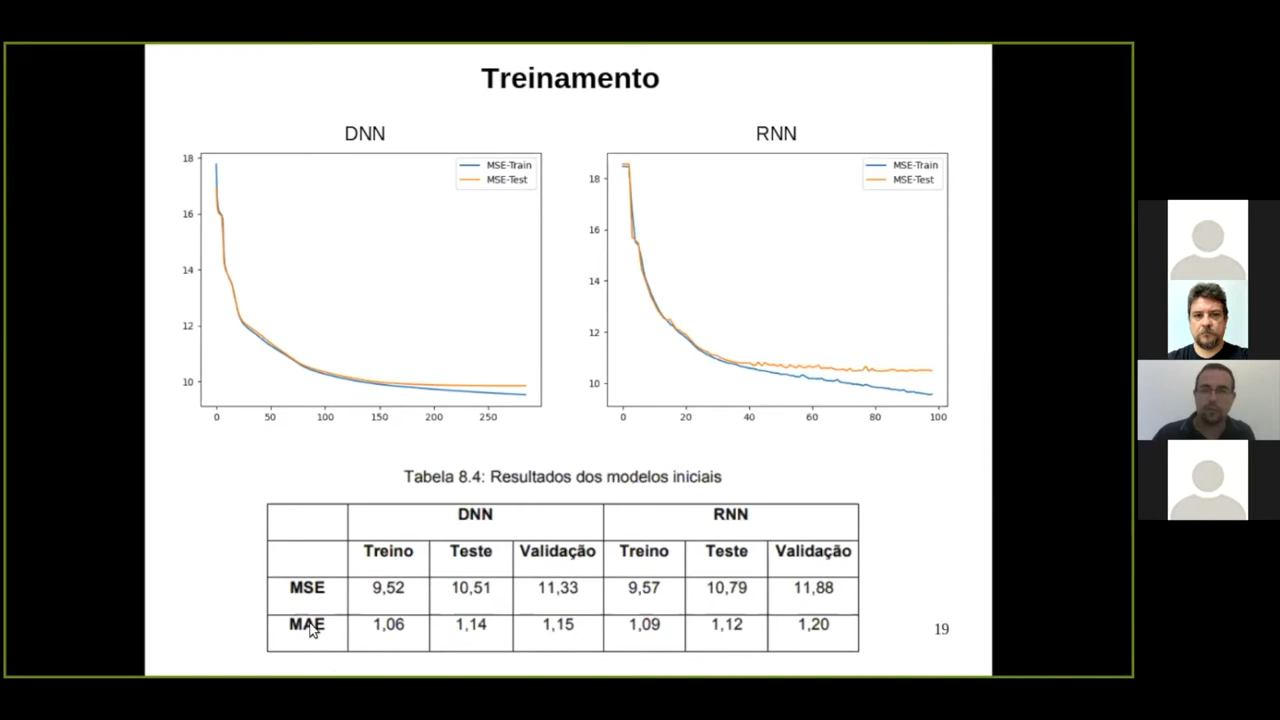 Treinamento
DNN
RNN
MSE-Train
MSE-Test
18
16
14
12
10
0 50 100 150 200 250
MSE-Train
MSE-Test
18
16
14
12
10
0 20 40 60 80 100
Tabela 8.4: Resultados dos modelos iniciais
DNN RNN
Treino Teste Validação Treino Teste Validação
MSE 9,52 10,51 11,33 9,57 10,79 11,88
MAE 1,06 1,14 1,15 1,09 1,12 1,20
19